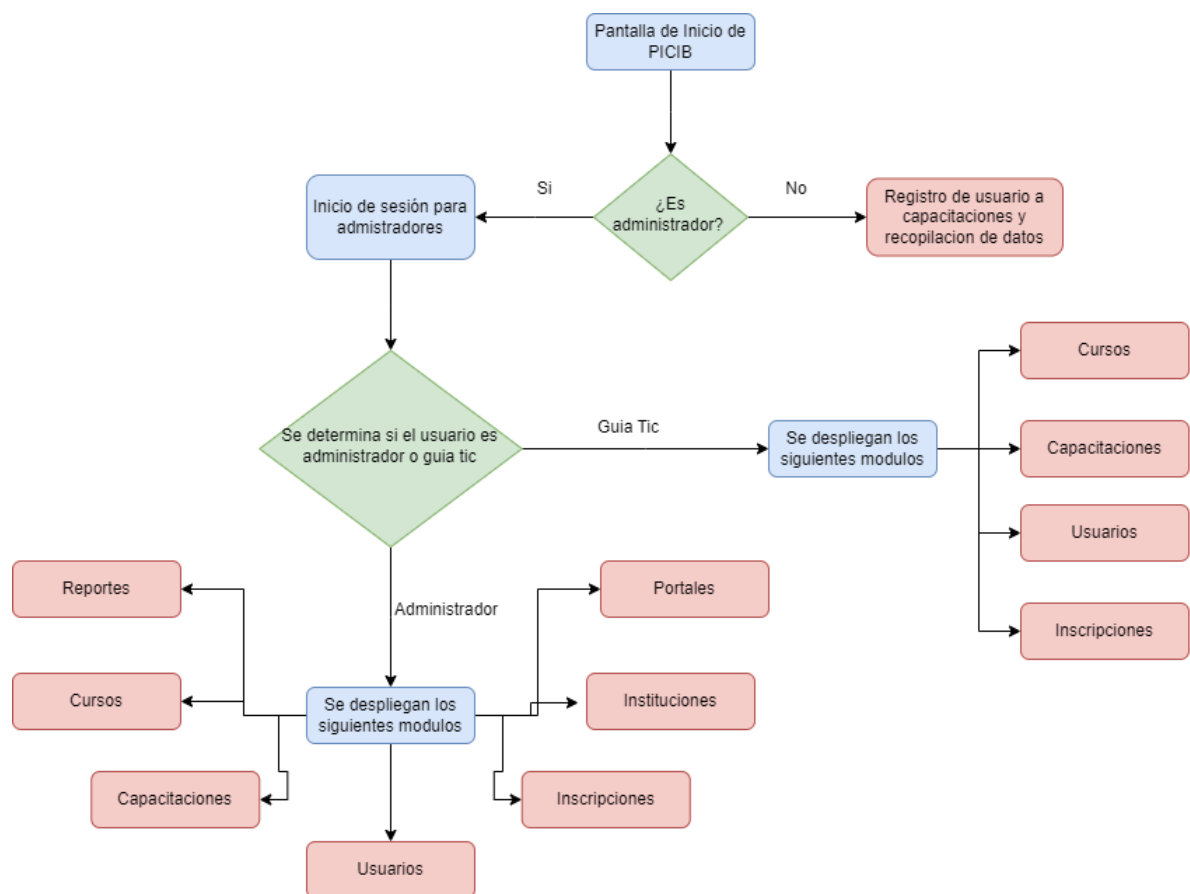 Pantalla de Inicio de
PICIB
Si
No
Inicio de sesión para
admistradores
¿Es
administrador?
Registro de usuario a
capacitaciones y
recopilacion de datos
Cursos
Guia Tic
Se determina si el usuario es
administrador o guia tic
Se despliegan los
siguientes modulos
Capacitaciones
Usuarios
Reportes
Administrador
Portales
Inscripciones
Cursos
Se despliegan los
siguientes modulos
Instituciones
Capacitaciones
Inscripciones
Usuarios